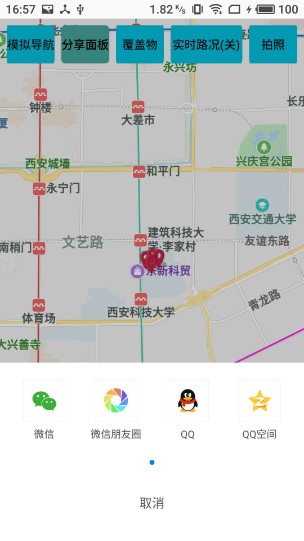 16:57
1.82 K/s
100
模拟导航 分享面板 覆盖物 实时路况(关) 拍照
永兴坊
长乐
钟楼
大差市
厦
兴庆宫公园
西安城墙
和平门
永宁门
西安交通大学
建筑科技大
学·李家村
南稍门
文艺路
友谊东路
东新科贸
青龙路
体育场
西安科技大学
大兴善寺
微信 微信朋友圈 QQ QQ空间
取消